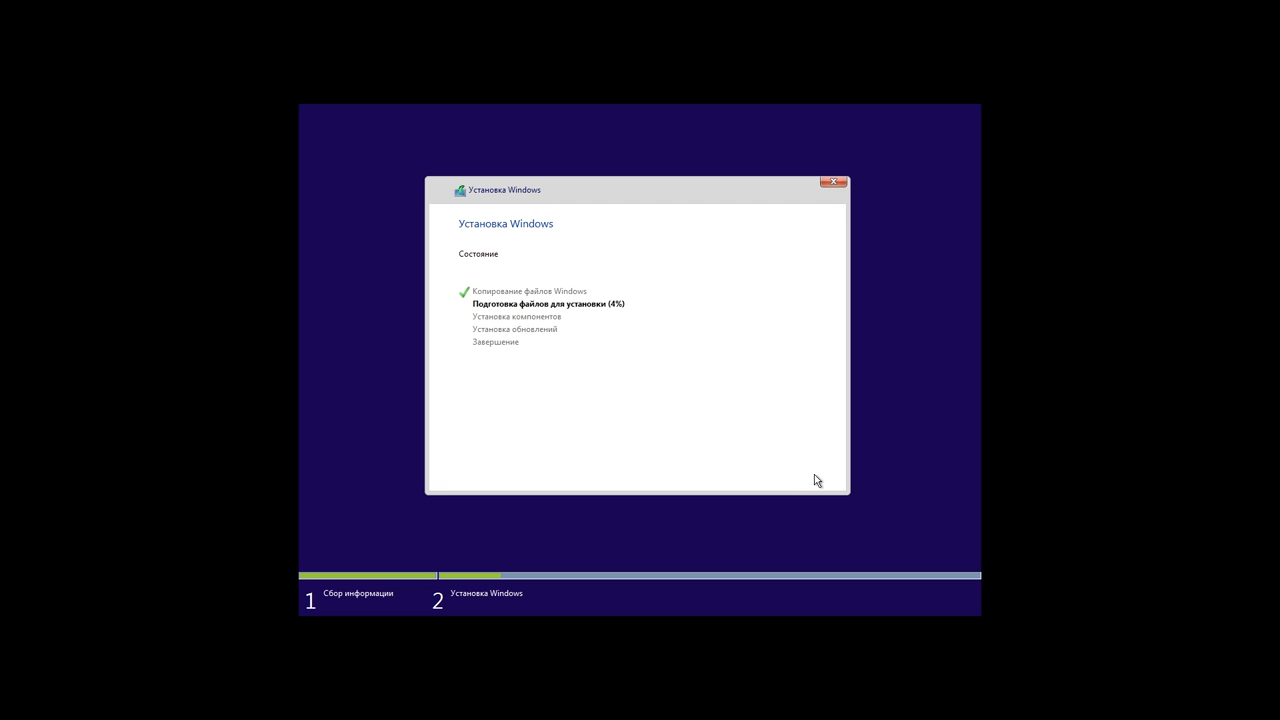 Установка Windows
Установка Windows
Состояние
Копирование файлов Windows
Подготовка файлов для установки (4%)
Установка компонентов
Установка обновлений
Завершение
1 Сбор информации
2 Установка Windows